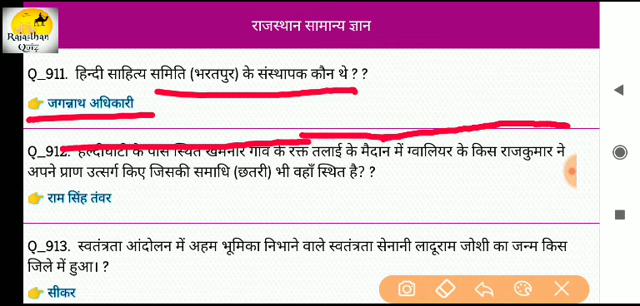 राजस्थान सामान्य ज्ञान
Rajasthan
Quiz
Q_911. हिन्दी साहित्य समिति (भरतपुर) के संस्थापक कौन थे ? ?
👉 जगन्नाथ अधिकारी
Q_912. हल्दीघाटी के पास स्थित खमनोर गांव के रक्त तलाई के मैदान में ग्वालियर के किस राजकुमार ने
अपने प्राण उत्सर्ग किए जिसकी समाधि (छतरी) भी वहाँ स्थित है? ?
👉 राम सिंह तंवर
Q_913. स्वतंत्रता आंदोलन में अहम भूमिका निभाने वाले स्वतंत्रता सेनानी लादूराम जोशी का जन्म किस
जिले में हुआ। ?
👉 सीकर